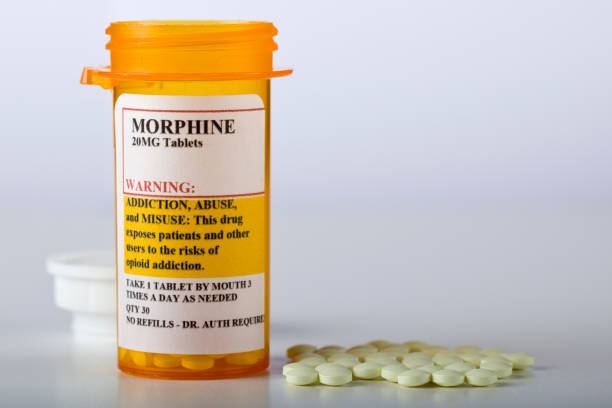 MORPHINE
20MG Tablets
WARNING:
ADDICTION, ABUSE,
and MISUSE: This drug
exposes patients and other
users to the risks of
opioid addiction.
TAKE 1 TABLET BY MOUTH 3
TIMES A DAY AS NEEDED
QTY 30
NO REFILLS - DR. AUTH REQUIRE